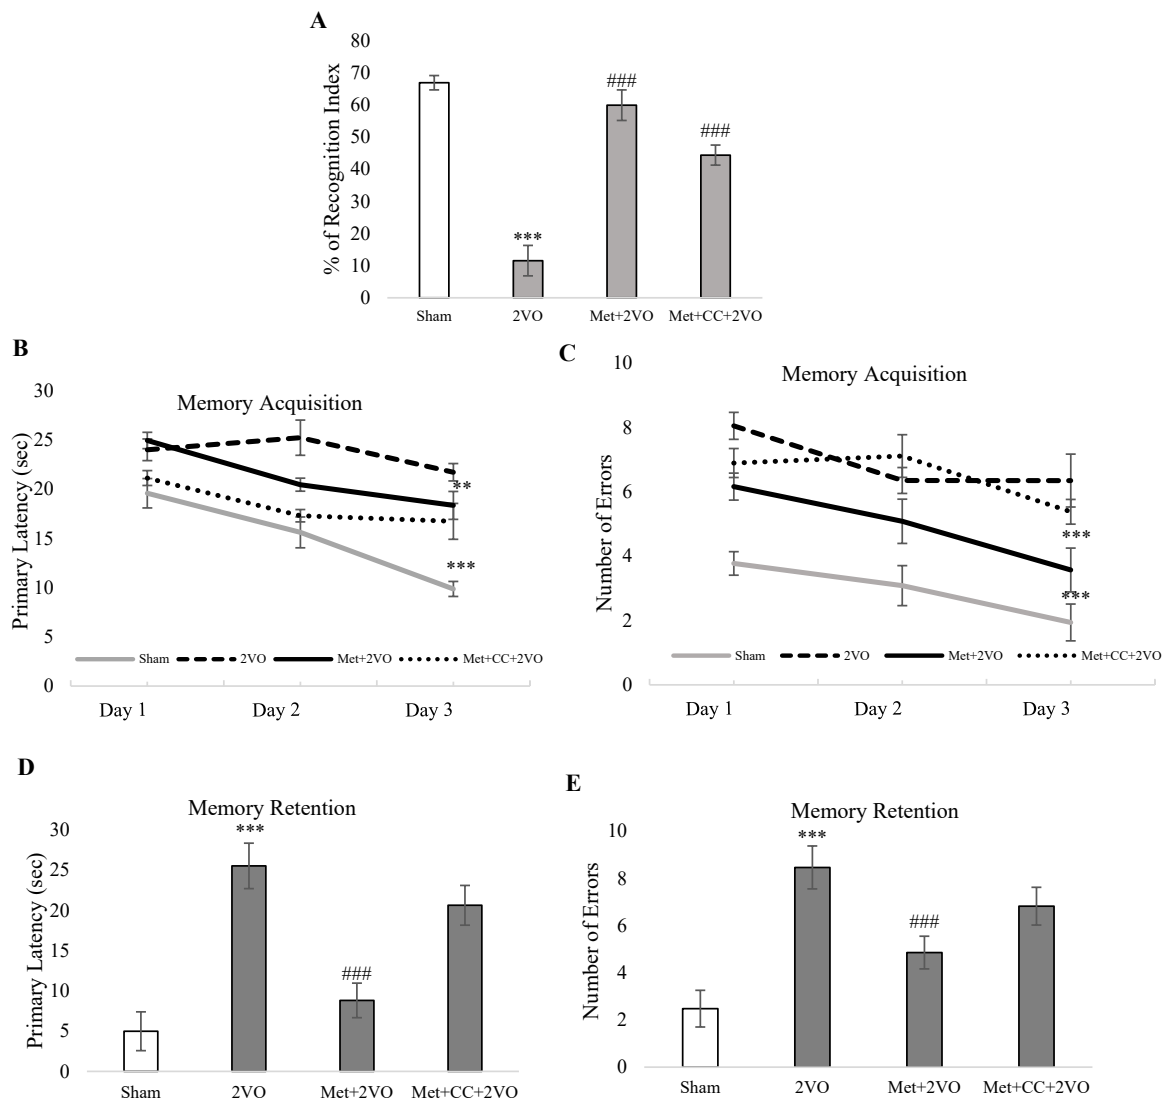 A
% of Recognition Index
80
70
60
50
40
30
20
10
0
***
###
###
Sham 2VO Met+2VO Met+CC+2VO
B
Memory Acquisition
Primary Latency (sec)
30
25
20
15
10
5
0
**
***
Sham 2VO Met+2VO Met+CC+2VO
Day 1 Day 2 Day 3
C
Memory Acquisition
Number of Errors
10
8
6
4
2
0
***
***
Sham 2VO Met+2VO Met+CC+2VO
Day 1 Day 2 Day 3
D
Memory Retention
Primary Latency (sec)
30
25
20
15
10
5
0
***
###
Sham 2VO Met+2VO Met+CC+2VO
E
Memory Retention
Number of Errors
10
8
6
4
2
0
***
###
Sham 2VO Met+2VO Met+CC+2VO